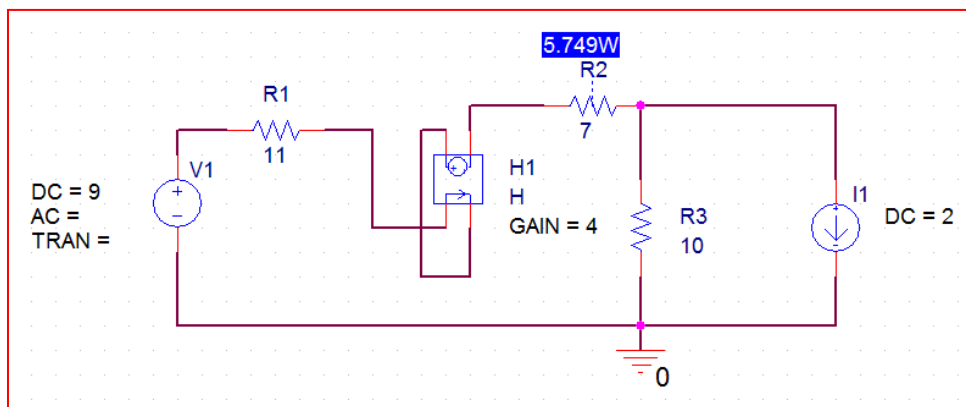 5.749W
R2
7
R1
11
V1
DC = 9
AC =
TRAN =
H1
H
GAIN = 4
R3
10
I1
DC = 2
0